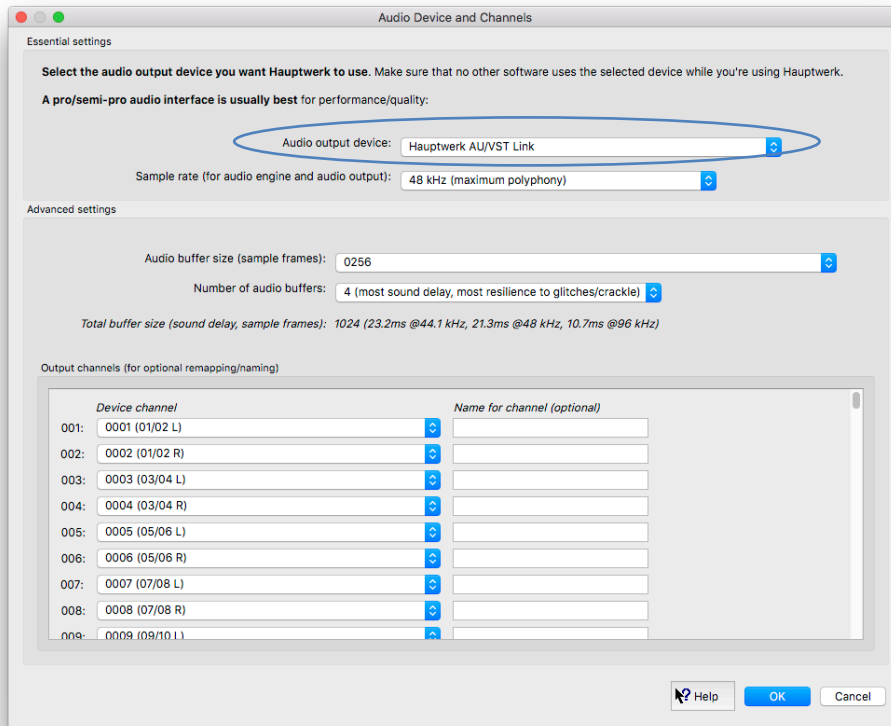 Audio Device and Channels
Essential settings
Select the audio output device you want Hauptwerk to use. Make sure that no other software uses the selected device while you're using Hauptwerk.
A pro/semi-pro audio interface is usually best for performance/quality:
Audio output device: Hauptwerk AU/VST Link
Sample rate (for audio engine and audio output): 48 kHz (maximum polyphony)
Advanced settings
Audio buffer size (sample frames): 0256
Number of audio buffers: 4 (most sound delay, most resilience to glitches/crackle)
Total buffer size (sound delay, sample frames): 1024 (23.2ms @44.1 kHz, 21.3ms @48 kHz, 10.7ms @96 kHz)
Output channels (for optional remapping/naming)
Device channel Name for channel (optional)
001: 0001 (01/02 L)
002: 0002 (01/02 R)
003: 0003 (03/04 L)
004: 0004 (03/04 R)
005: 0005 (05/06 L)
006: 0006 (05/06 R)
007: 0007 (07/08 L)
008: 0008 (07/08 R)
009: 0009 (09/10 L)
? Help OK Cancel